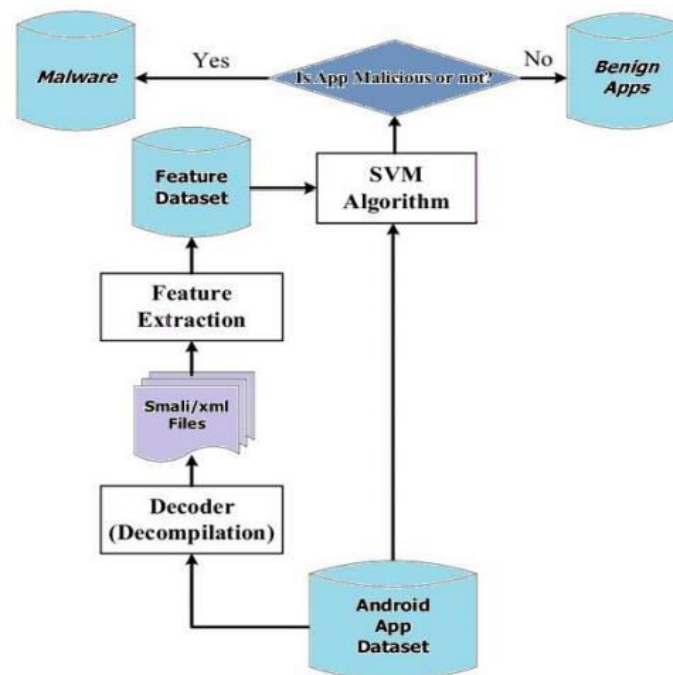 Malware
Yes
Is App Malicious or not?
No
Benign
Apps
Feature
Dataset
SVM
Algorithm
Feature
Extraction
Smali/xml
Files
Decoder
(Decompilation)
Android
App
Dataset